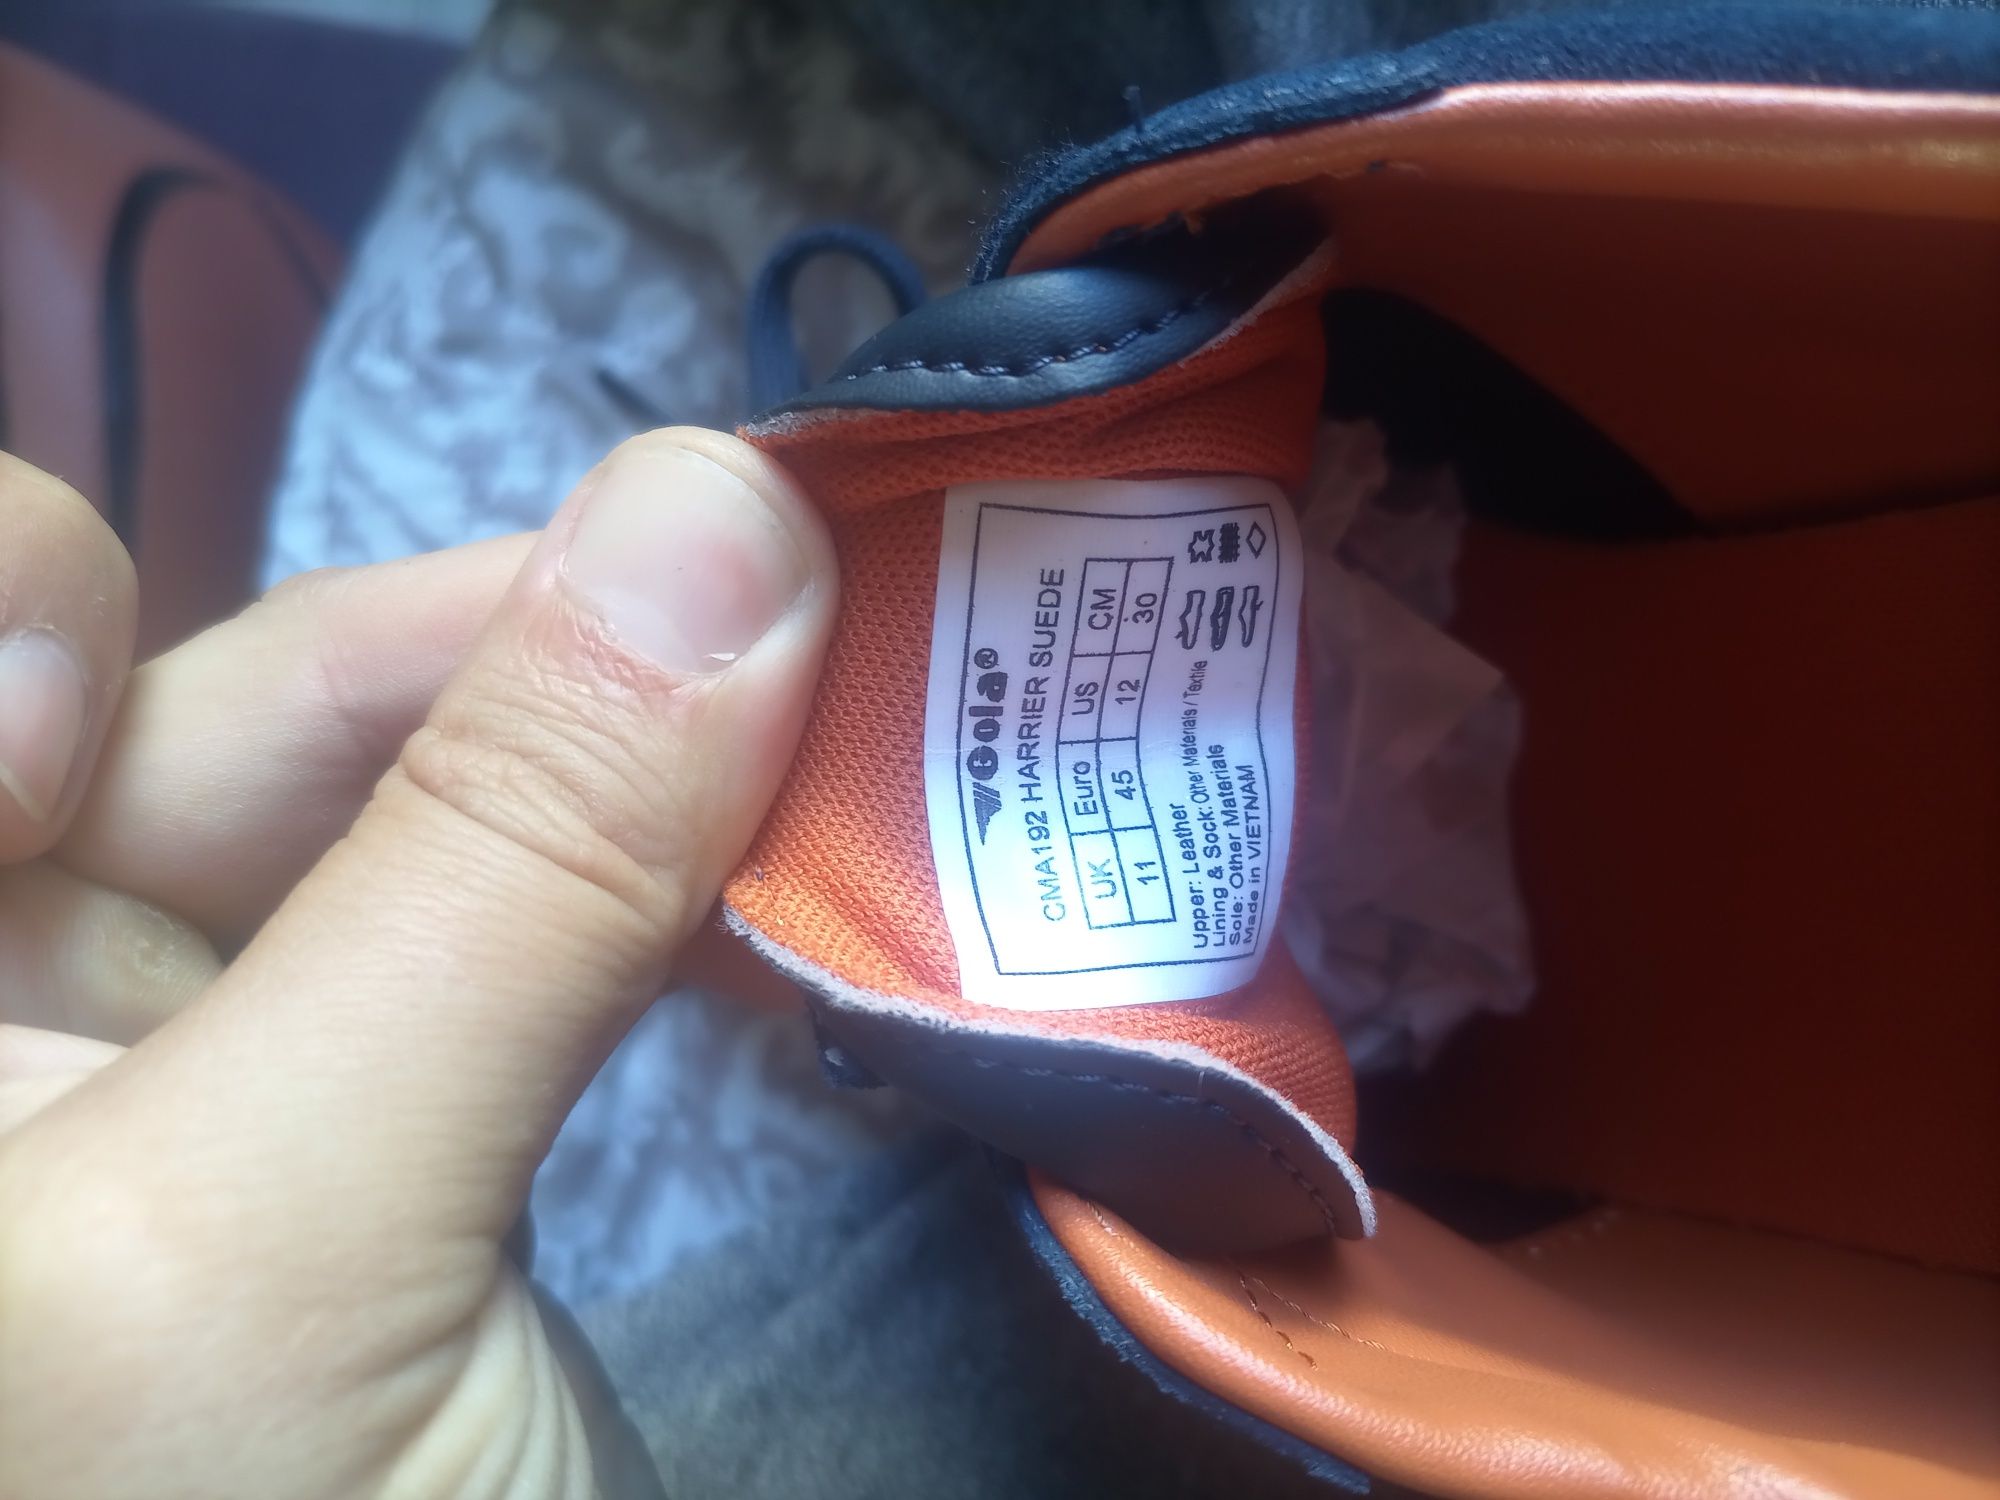 Gola®
CMA192 HARRIER SUEDE
UK Euro US CM
11 45 12 30
Upper: Leather
Lining & Sock: Other Materials / Textile
Sole: Other Materials
Made in VIETNAM